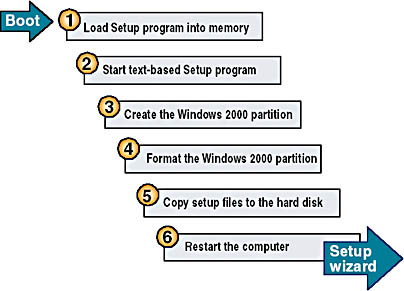 Boot
1 Load Setup program into memory
2 Start text-based Setup program
3 Create the Windows 2000 partition
4 Format the Windows 2000 partition
5 Copy setup files to the hard disk
6 Restart the computer
Setup
wizard